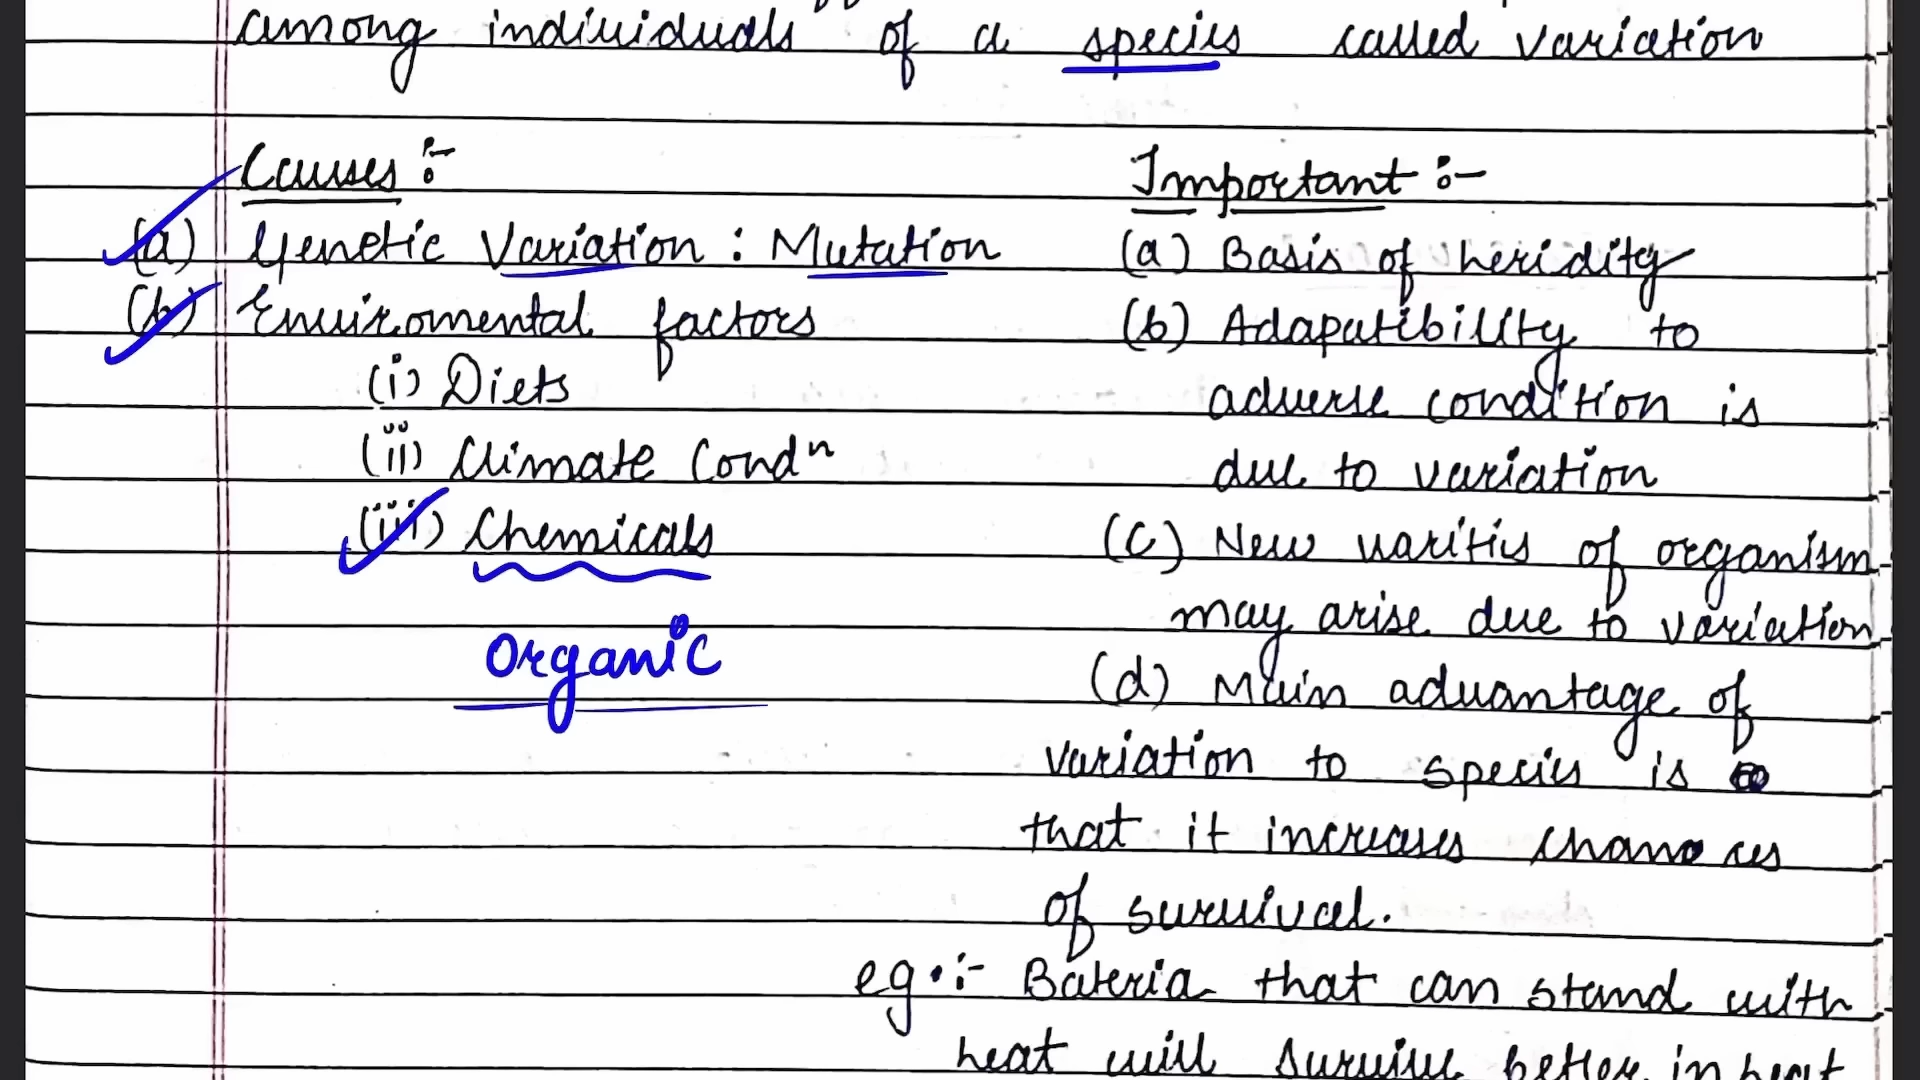 among individuals of a species called variation
Causes :-
(a) Genetic Variation : Mutation
(b) Enviromental factors
(i) Diets
(ii) Climate Condn
(iii) Chemicals
organic
Important :-
(a) Basis of heridity
(b) Adapatibility to
adverse condition is
due to variation
(c) New varitis of organism
may arise due to variation
(d) Main advantage of
variation to species is
that it increases chances
of survival.
eg.:- Bateria that can stand with
heat will survive better in heat